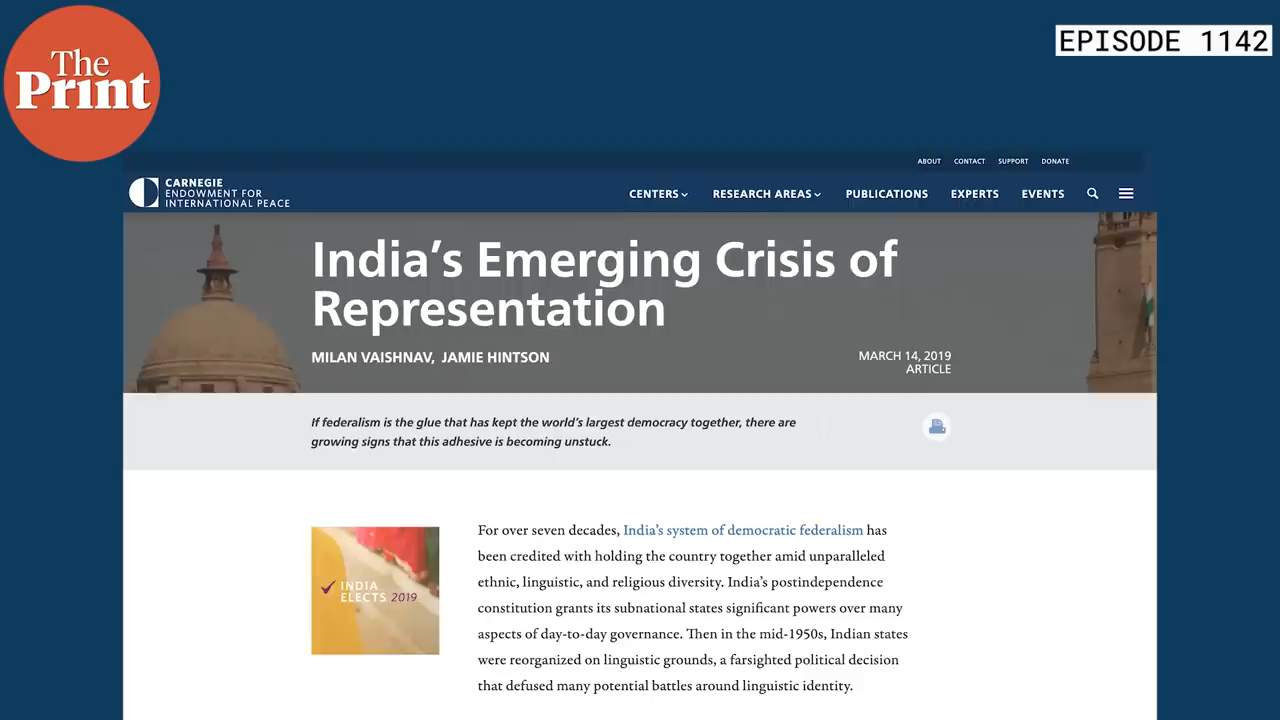 The
Print
EPISODE 1142
ABOUT CONTACT SUPPORT DONATE
CARNEGIE
ENDOWMENT FOR
INTERNATIONAL PEACE
CENTERS RESEARCH AREAS PUBLICATIONS EXPERTS EVENTS
India's Emerging Crisis of
Representation
MILAN VAISHNAV, JAMIE HINTSON
MARCH 14, 2019
ARTICLE
If federalism is the glue that has kept the world's largest democracy together, there are
growing signs that this adhesive is becoming unstuck.
INDIA
ELECTS 2019
For over seven decades, India's system of democratic federalism has
been credited with holding the country together amid unparalleled
ethnic, linguistic, and religious diversity. India's postindependence
constitution grants its subnational states significant powers over many
aspects of day-to-day governance. Then in the mid-1950s, Indian states
were reorganized on linguistic grounds, a farsighted political decision
that defused many potential battles around linguistic identity.